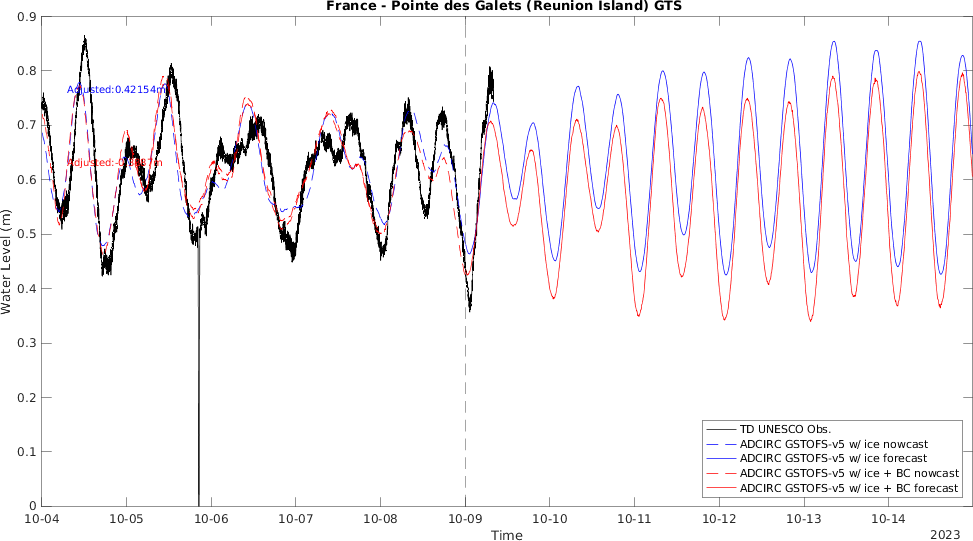 France - Pointe des Galets (Reunion Island) GTS
0.9
0.8
0.7
0.6
0.5
0.4
0.3
0.2
0.1
0
Water Level (m)
Adjusted:0.42154m
TD UNESCO Obs.
ADCIRC GSTOFS-v5 w/ ice nowcast
ADCIRC GSTOFS-v5 w/ ice forecast
ADCIRC GSTOFS-v5 w/ ice + BC nowcast
ADCIRC GSTOFS-v5 w/ ice + BC forecast
10-04 10-05 10-06 10-07 10-08 10-09 10-10 10-11 10-12 10-13 10-14
Time
2023